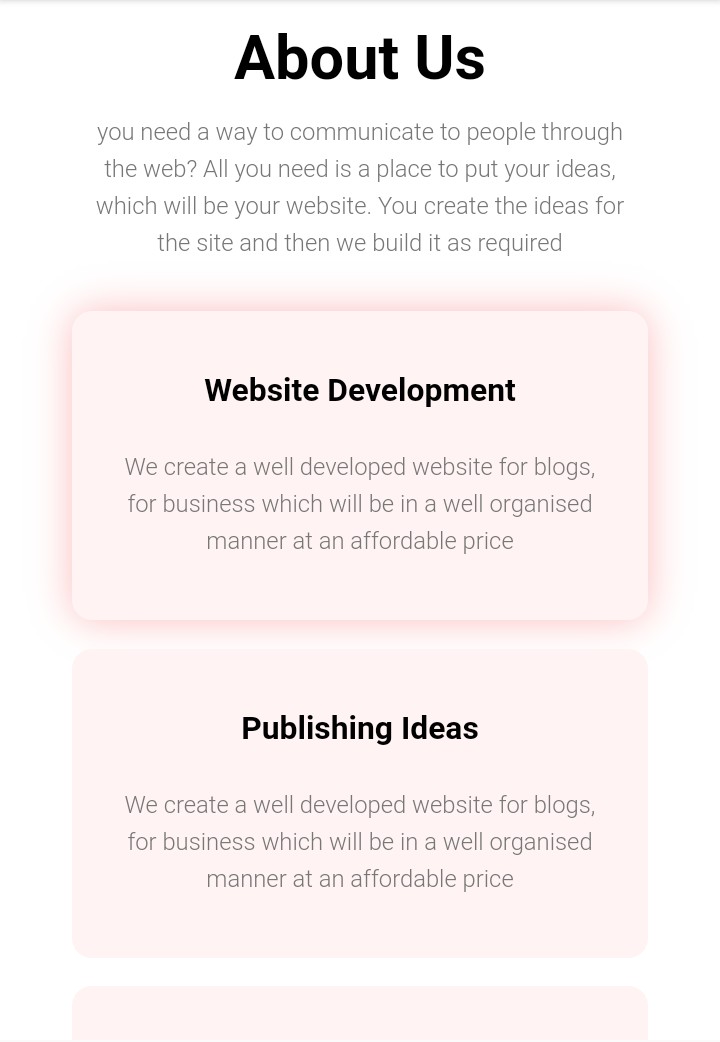 About Us
you need a way to communicate to people through
the web? All you need is a place to put your ideas,
which will be your website. You create the ideas for
the site and then we build it as required
Website Development
We create a well developed website for blogs,
for business which will be in a well organised
manner at an affordable price
Publishing Ideas
We create a well developed website for blogs,
for business which will be in a well organised
manner at an affordable price